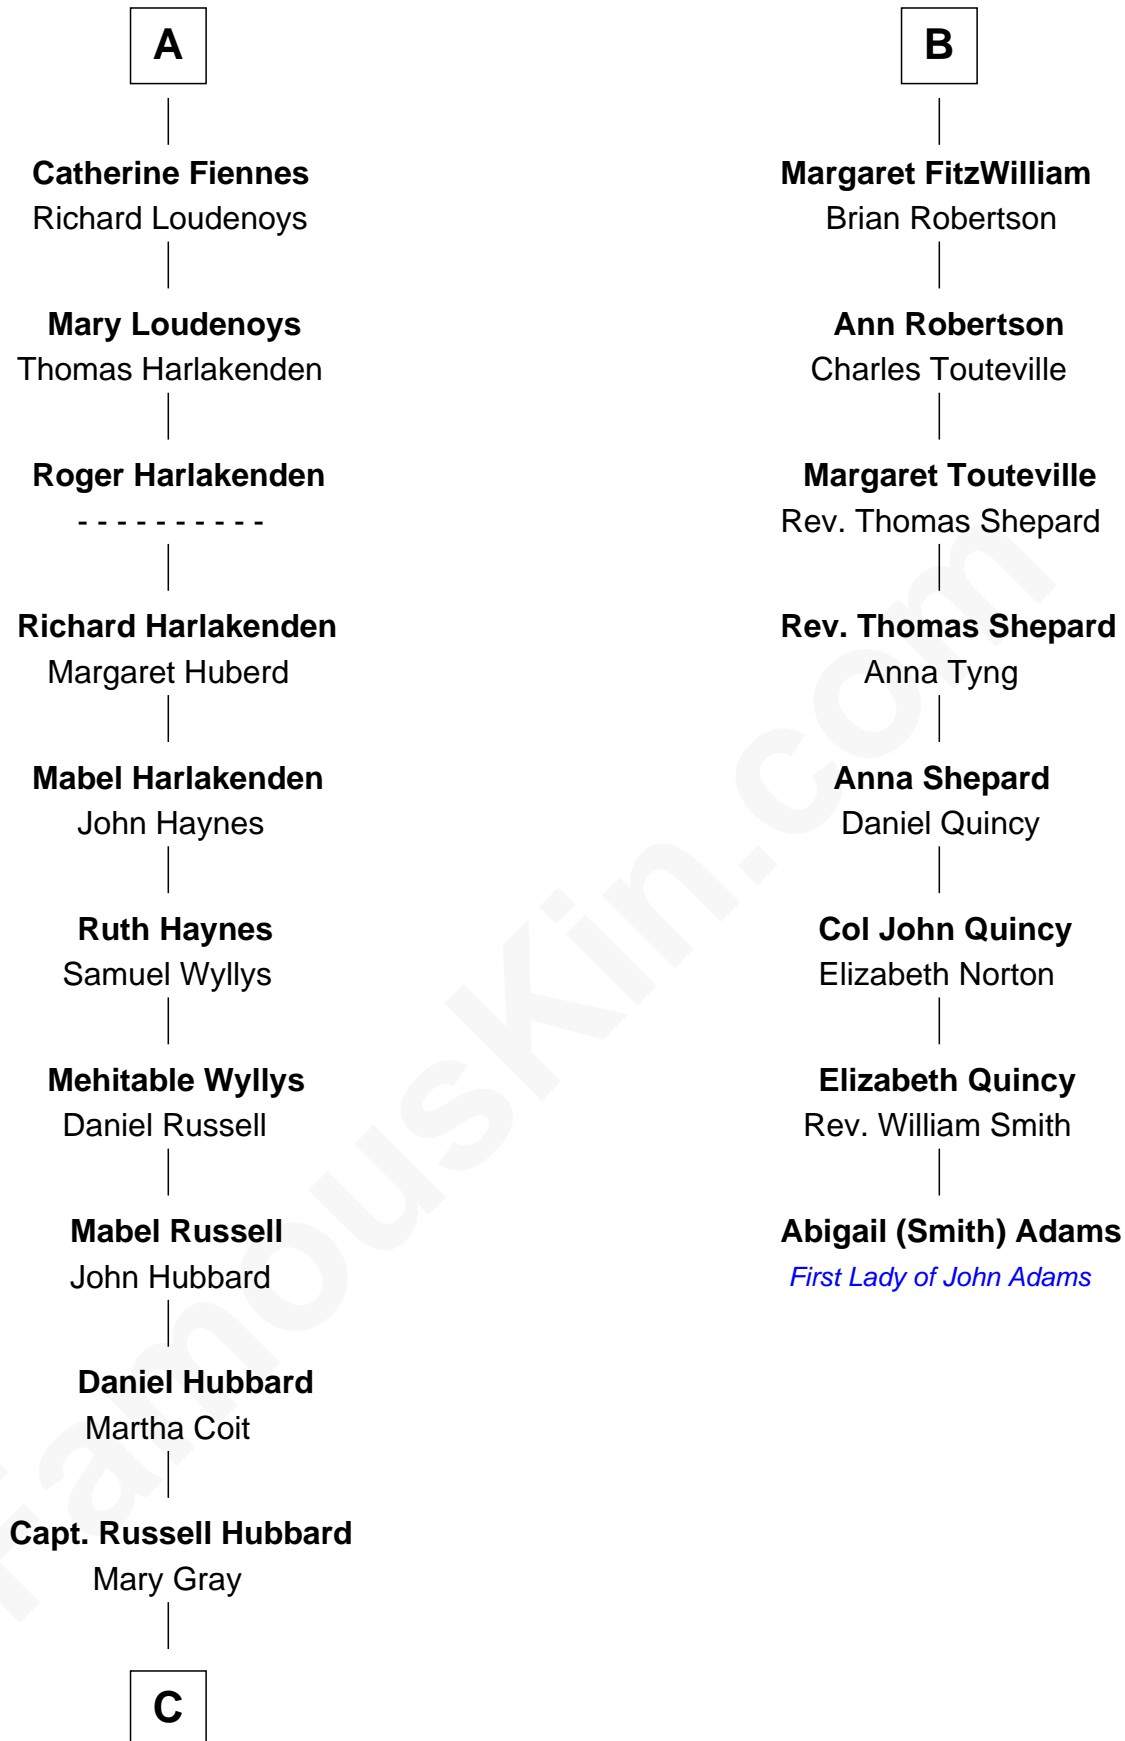 A
Catherine Fiennes
Richard Loudenoys
Mary Loudenoys
Thomas Harlakenden
Roger Harlakenden
- - - - - - - - - -
Richard Harlakenden
Margaret Huberd
Mabel Harlakenden
John Haynes
Ruth Haynes
Samuel Wyllys
Mehitable Wyllys
Daniel Russell
Mabel Russell
John Hubbard
Daniel Hubbard
Martha Coit
Capt. Russell Hubbard
Mary Gray
C
B
Margaret FitzWilliam
Brian Robertson
Ann Robertson
Charles Touteville
Margaret Touteville
Rev. Thomas Shepard
Rev. Thomas Shepard
Anna Tyng
Anna Shepard
Daniel Quincy
Col John Quincy
Elizabeth Norton
Elizabeth Quincy
Rev. William Smith
Abigail (Smith) Adams
First Lady of John Adams
FamousKin.com